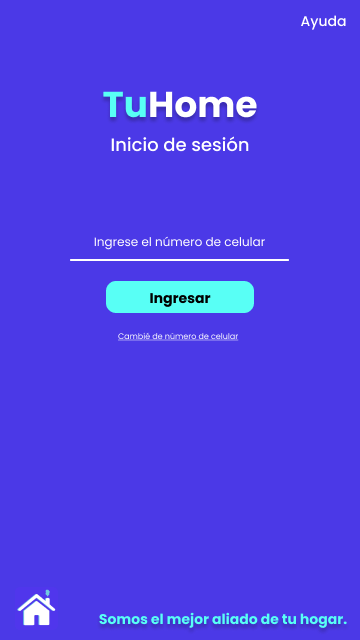 Ayuda
TuHome
Inicio de sesión
Ingrese el número de celular
Ingresar
Cambié de número de celular
Somos el mejor aliado de tu hogar.